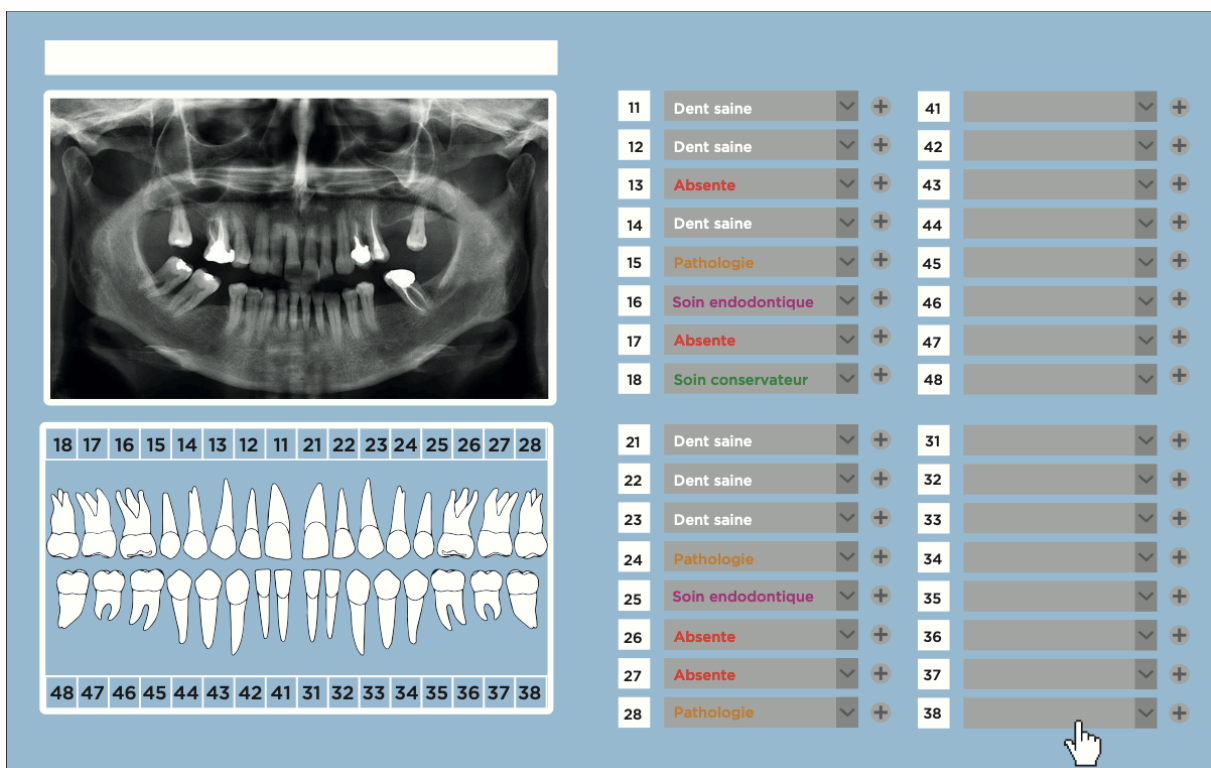 11 Dent saine 41
12 Dent saine 42
13 Absente 43
14 Dent saine 44
15 Pathologie 45
16 Soin endodontique 46
17 Absente 47
18 Soin conservateur 48
18 17 16 15 14 13 12 11 21 22 23 24 25 26 27 28
48 47 46 45 44 43 42 41 31 32 33 34 35 36 37 38
21 Dent saine 31
22 Dent saine 32
23 Dent saine 33
24 Pathologie 34
25 Soin endodontique 35
26 Absente 36
27 Absente 37
28 Pathologie 38